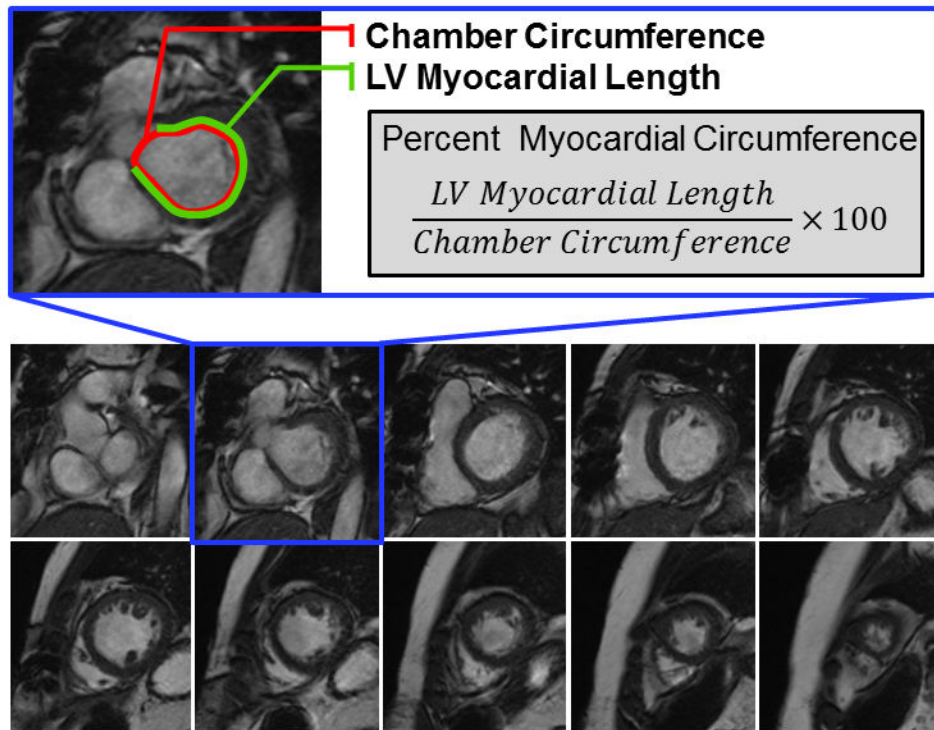 Chamber Circumference
LV Myocardial Length
Percent Myocardial Circumference
LV Myocardial Length
Chamber Circumference × 100